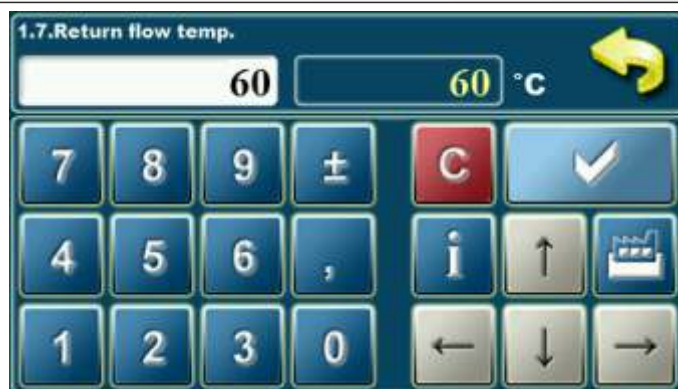 1.7.Return flow temp.
60 60 °C
7 8 9 ± C
4 5 6 , i ↑
1 2 3 0 ← ↓ →